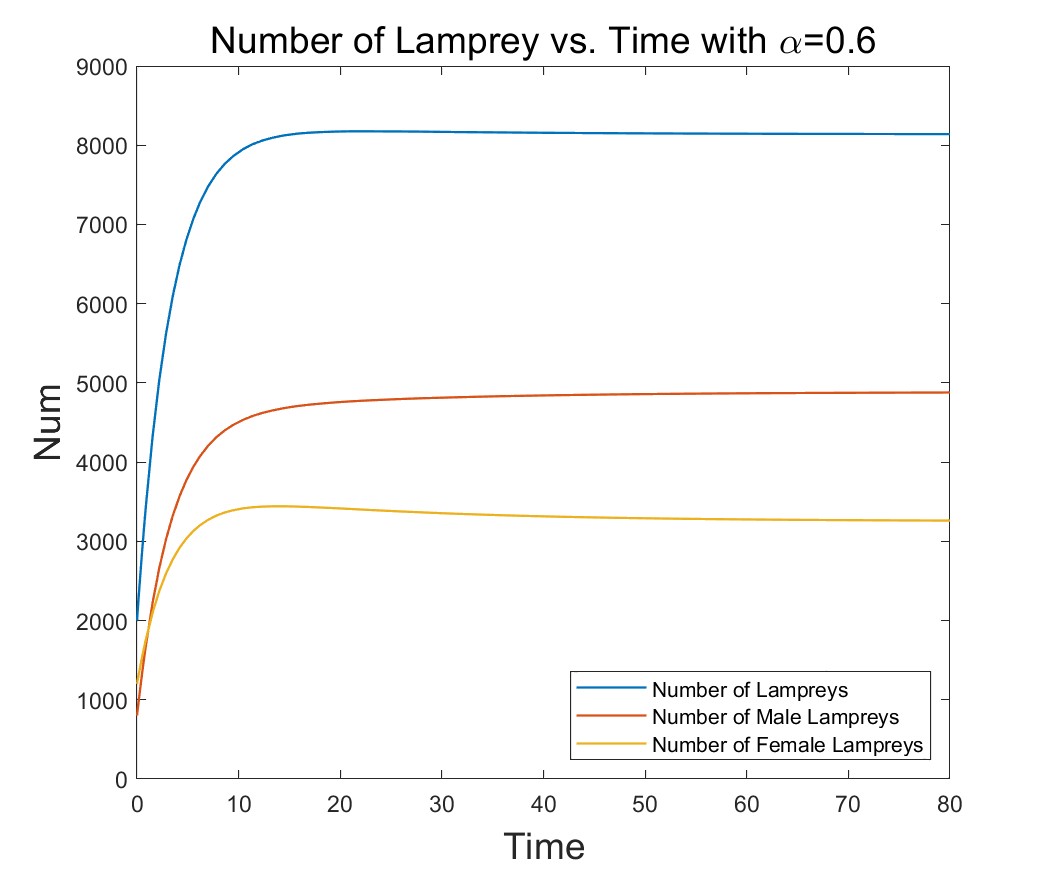 Number of Lamprey vs. Time with α=0.6
9000
8000
7000
6000
5000
4000
3000
2000
1000
0
Num
Number of Lampreys
Number of Male Lampreys
Number of Female Lampreys
0 10 20 30 40 50 60 70 80
Time